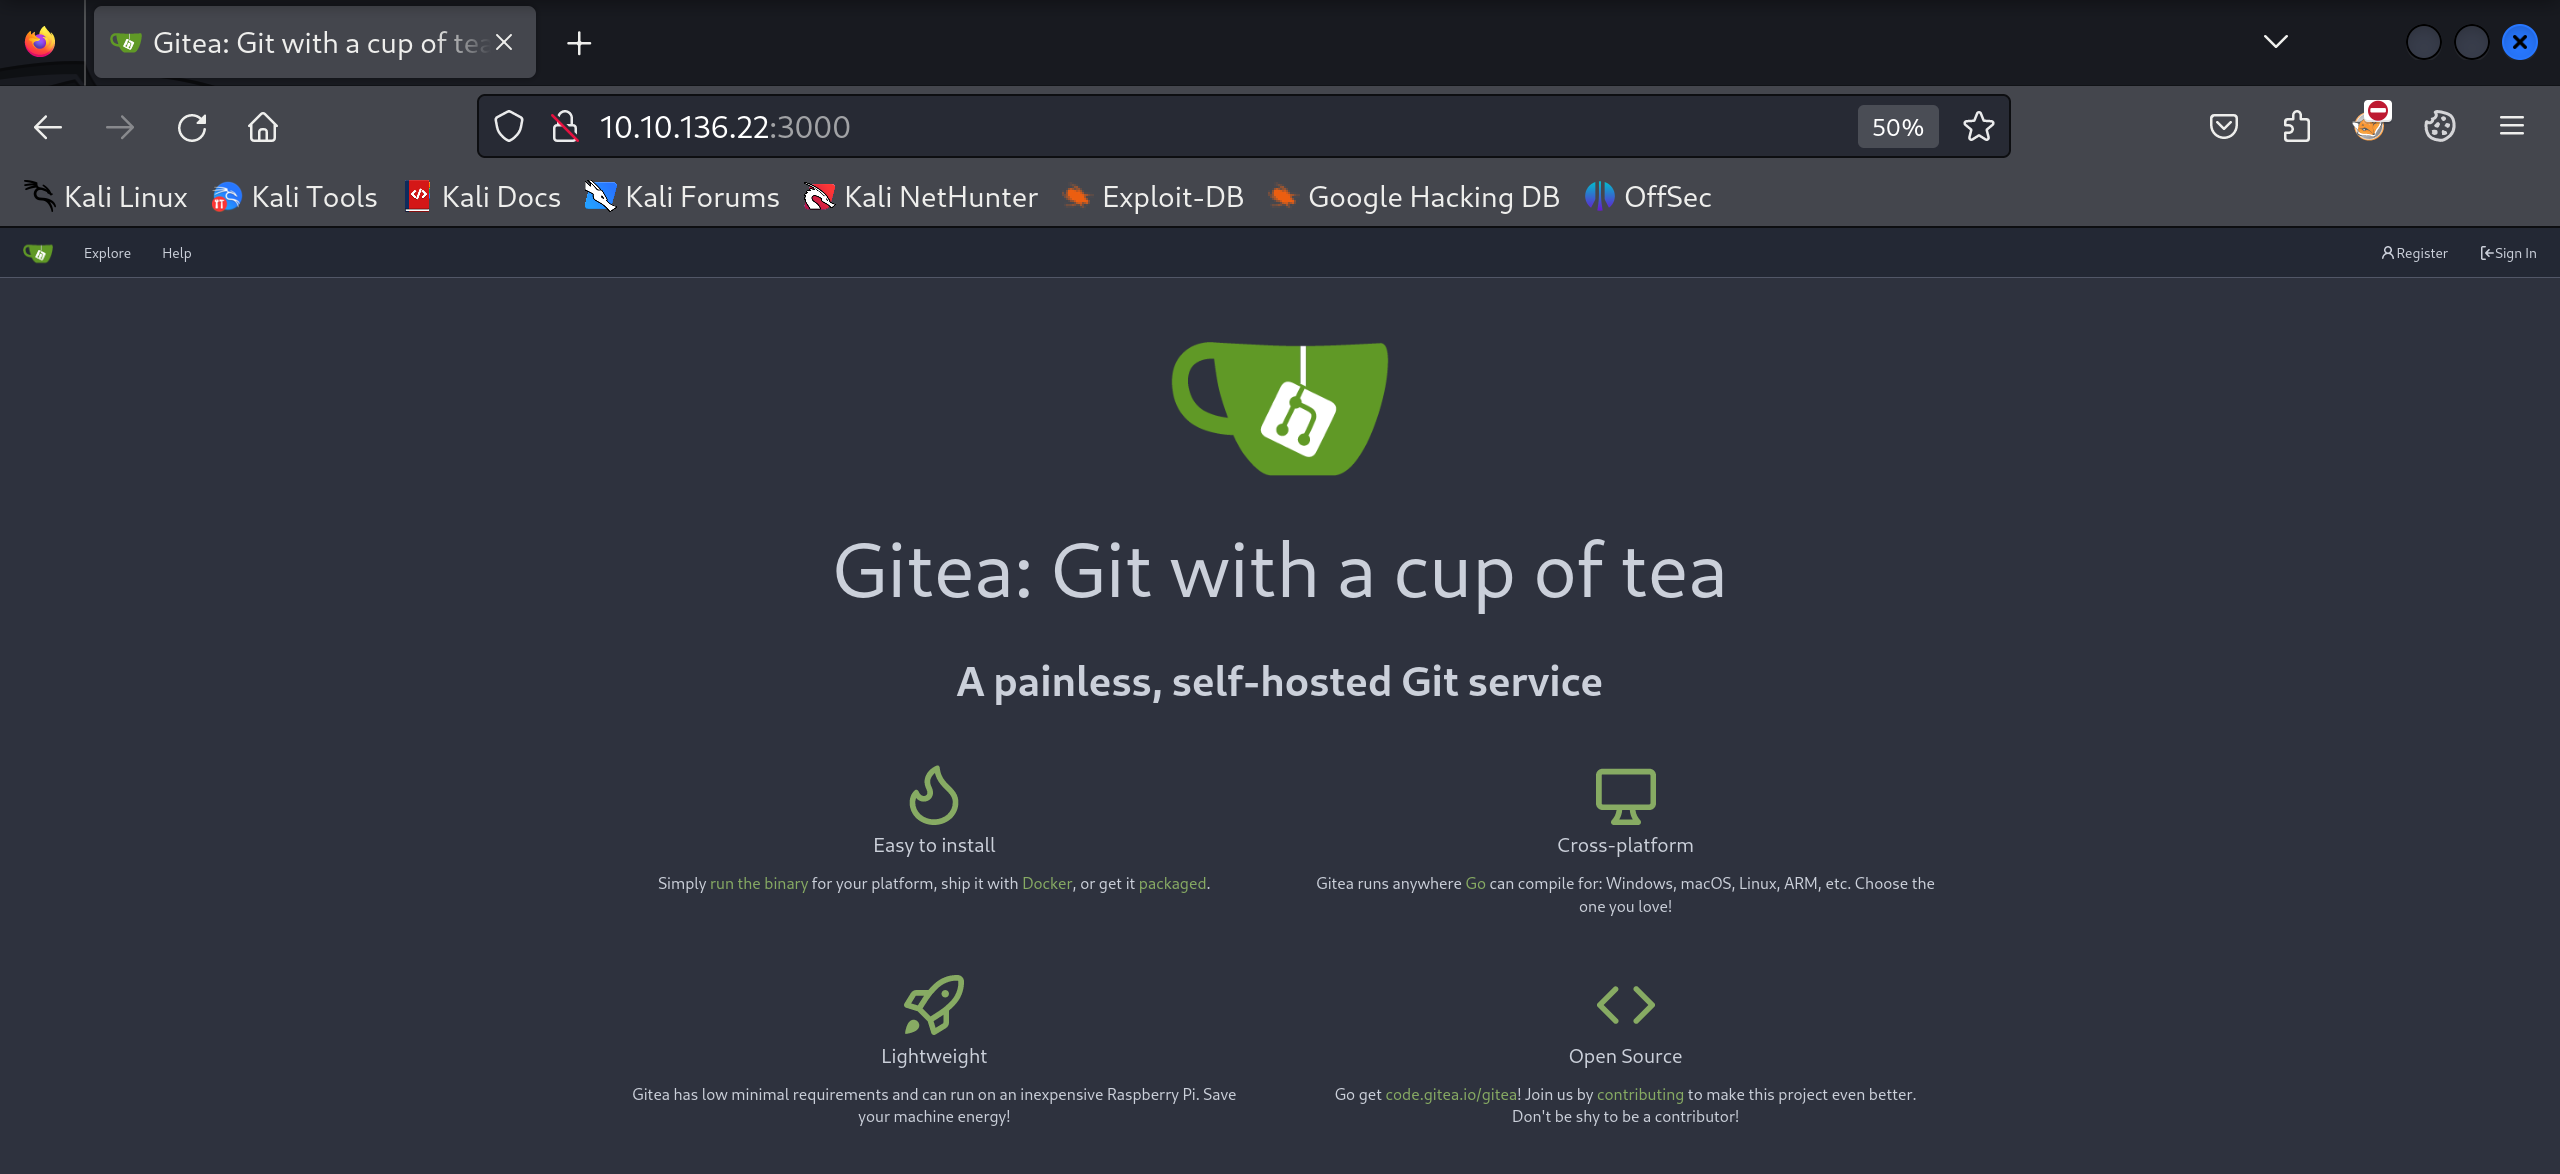 Gitea: Git with a cup of tea
10.10.136.22:3000 50%
Kali Linux Kali Tools Kali Docs Kali Forums Kali NetHunter Exploit-DB Google Hacking DB OffSec
Explore Help Register Sign In
Gitea: Git with a cup of tea
A painless, self-hosted Git service
Easy to install
Simply run the binary for your platform, ship it with Docker, or get it packaged.
Cross-platform
Gitea runs anywhere Go can compile for: Windows, macOS, Linux, ARM, etc. Choose the
one you love!
Lightweight
Gitea has low minimal requirements and can run on an inexpensive Raspberry Pi. Save
your machine energy!
Open Source
Go get code.gitea.io/gitea! Join us by contributing to make this project even better.
Don't be shy to be a contributor!